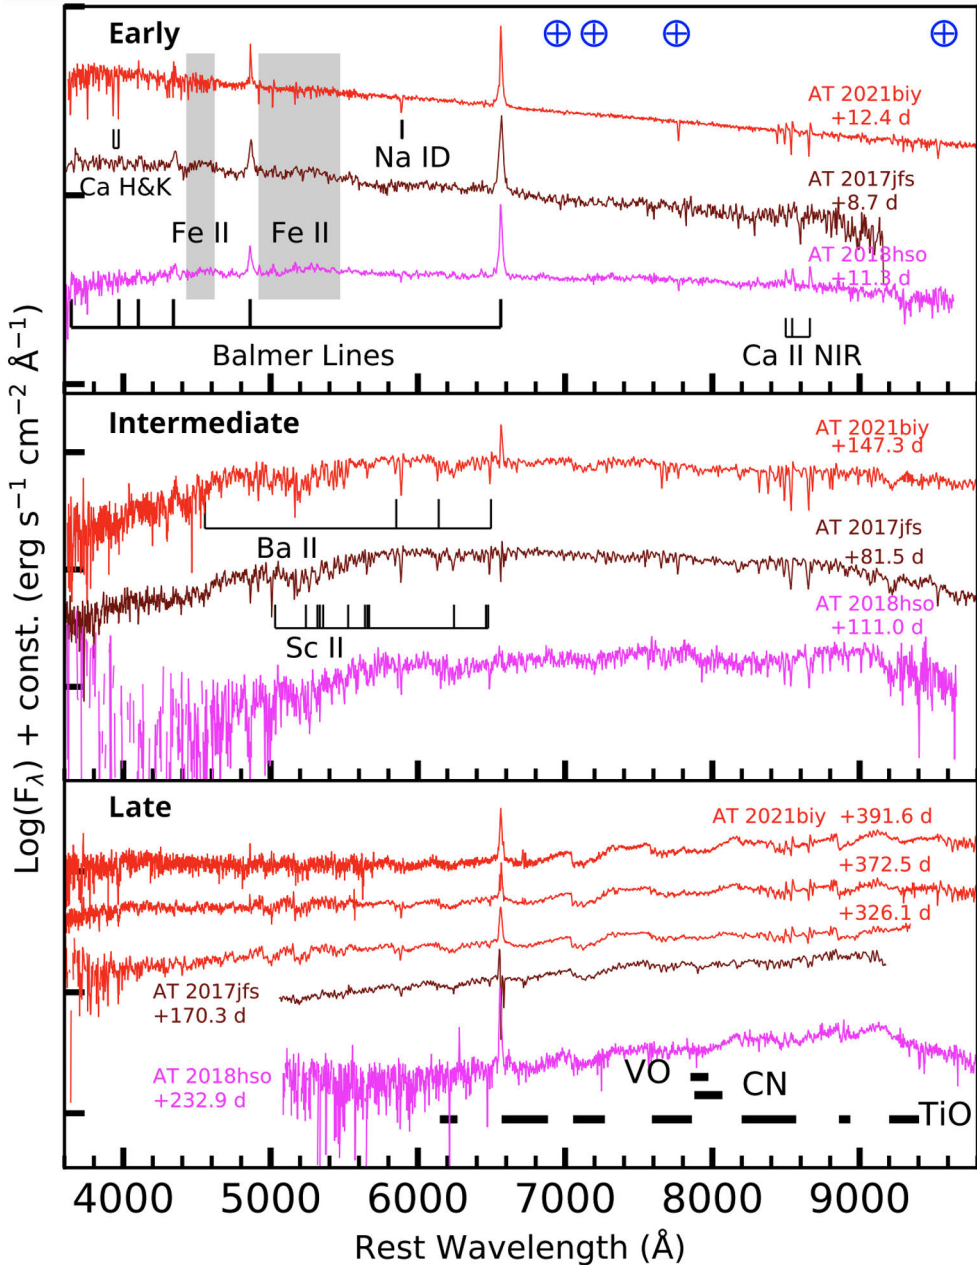 Early
AT 2021biy
+12.4 d
Na ID
Ca H&K
AT 2017jfs
+8.7 d
Fe II
Fe II
AT 2018hso
+11.3 d
Balmer Lines
Ca II NIR
Intermediate
AT 2021biy
+147.3 d
Ba II
AT 2017jfs
+81.5 d
Sc II
AT 2018hso
+111.0 d
Late
AT 2021biy +391.6 d
+372.5 d
+326.1 d
AT 2017jfs
+170.3 d
AT 2018hso
+232.9 d
VO
CN
TiO
4000 5000 6000 7000 8000 9000
Rest Wavelength (Å)
Log(Fλ) + const. (erg s⁻¹ cm⁻² Å⁻¹)